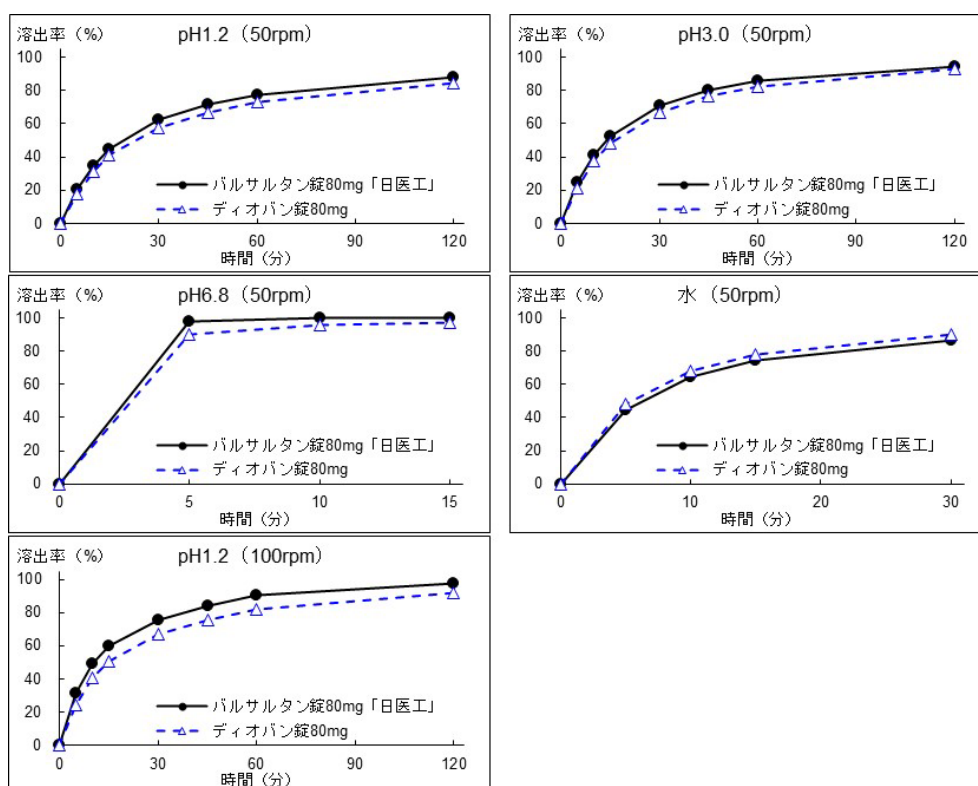 溶出率（%） pH1.2（50rpm）
100
80
60
40
20
0
バルサルタン錠80mg「日医工」
ディオバン錠80mg
0 30 60 90 120
時間（分）
溶出率（%） pH3.0（50rpm）
100
80
60
40
20
0
バルサルタン錠80mg「日医工」
ディオバン錠80mg
0 30 60 90 120
時間（分）
溶出率（%） pH6.8（50rpm）
100
80
60
40
20
0
バルサルタン錠80mg「日医工」
ディオバン錠80mg
0 5 10 15
時間（分）
溶出率（%） 水（50rpm）
100
80
60
40
20
0
バルサルタン錠80mg「日医工」
ディオバン錠80mg
0 10 20 30
時間（分）
溶出率（%） pH1.2（100rpm）
100
80
60
40
20
0
バルサルタン錠80mg「日医工」
ディオバン錠80mg
0 30 60 90 120
時間（分）